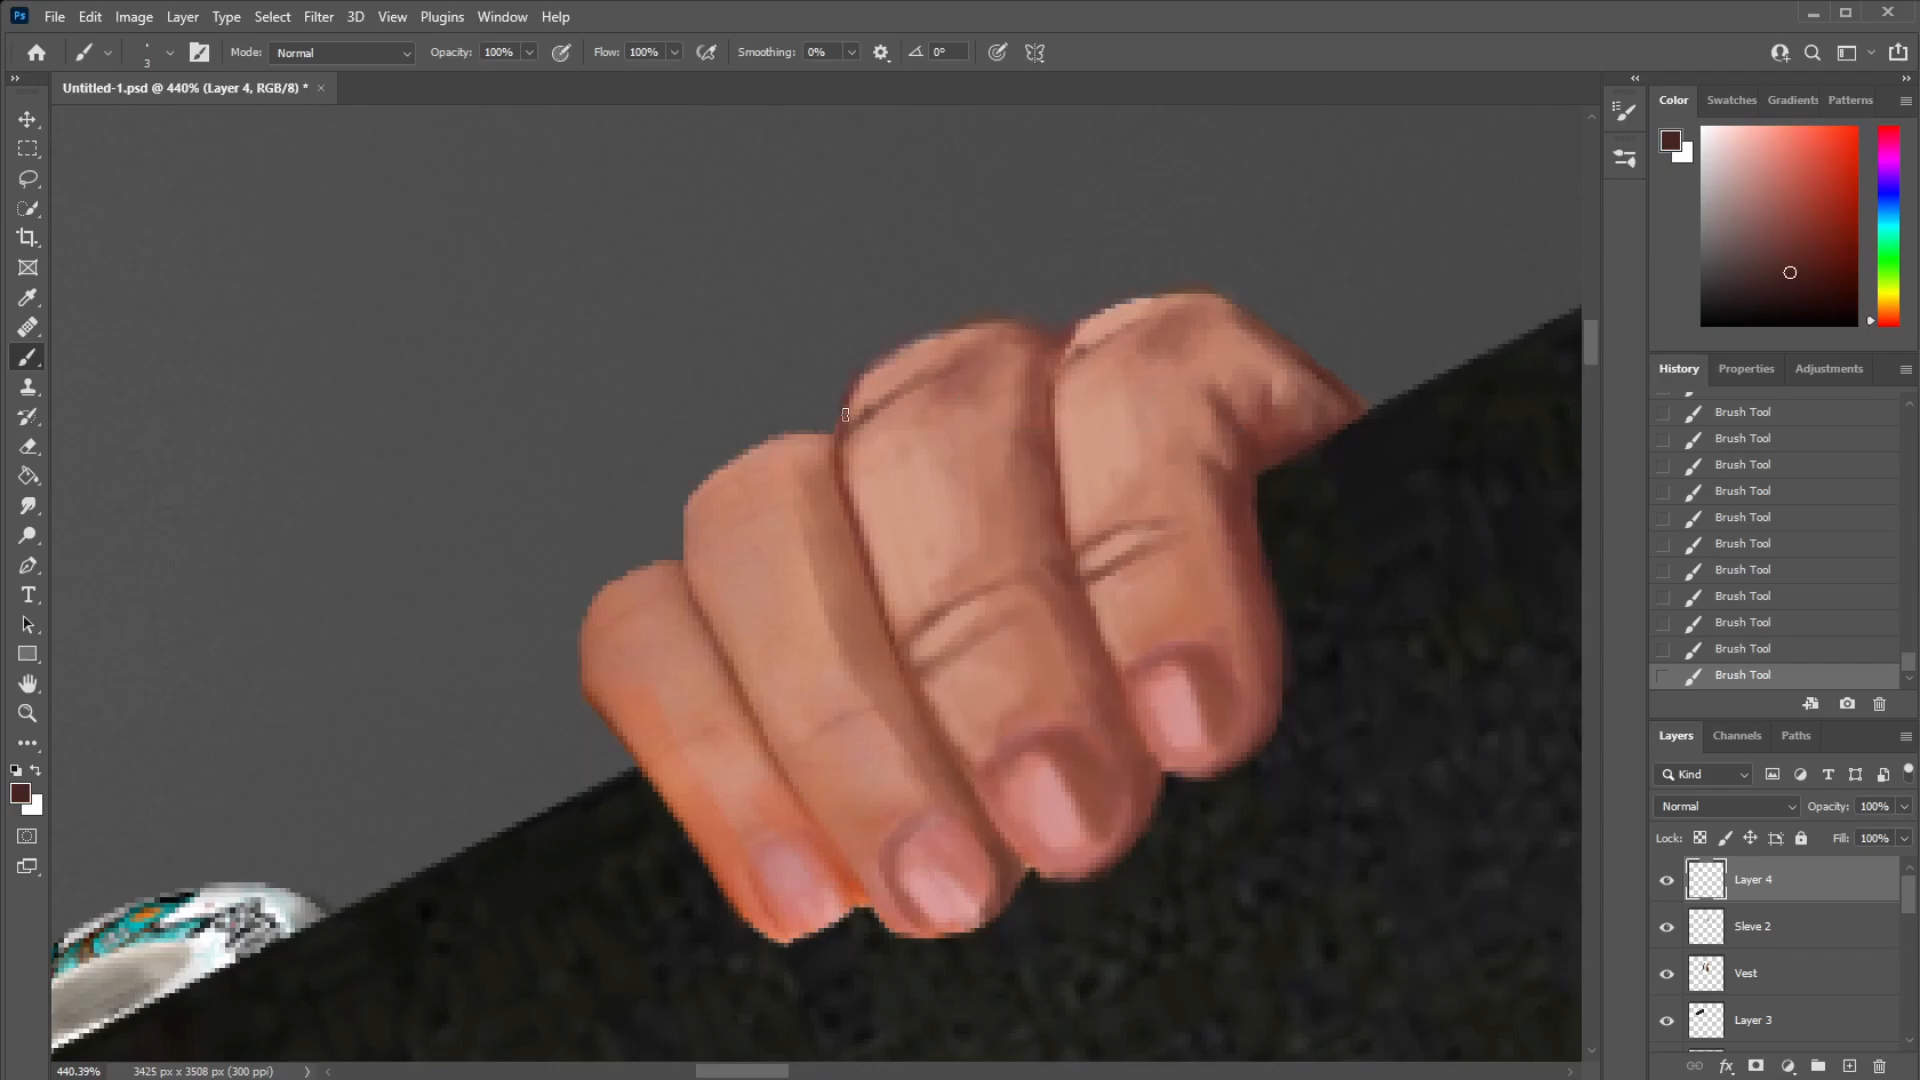 Ps File Edit Image Layer Type Select Filter 3D View Plugins Window Help
3 Mode: Normal Opacity: 100% Flow: 100% Smoothing: 0% 0°
Untitled-1.psd @ 440% (Layer 4, RGB/8) * ×
Color Swatches Gradients Patterns
History Properties Adjustments
Brush Tool
Brush Tool
Brush Tool
Brush Tool
Brush Tool
Brush Tool
Brush Tool
Brush Tool
Brush Tool
Brush Tool
Brush Tool
Layers Channels Paths
Kind
Normal Opacity: 100%
Lock: Fill: 100%
Layer 4
Sleve 2
Vest
Layer 3
440.39% 3425 px x 3508 px (300 ppi)